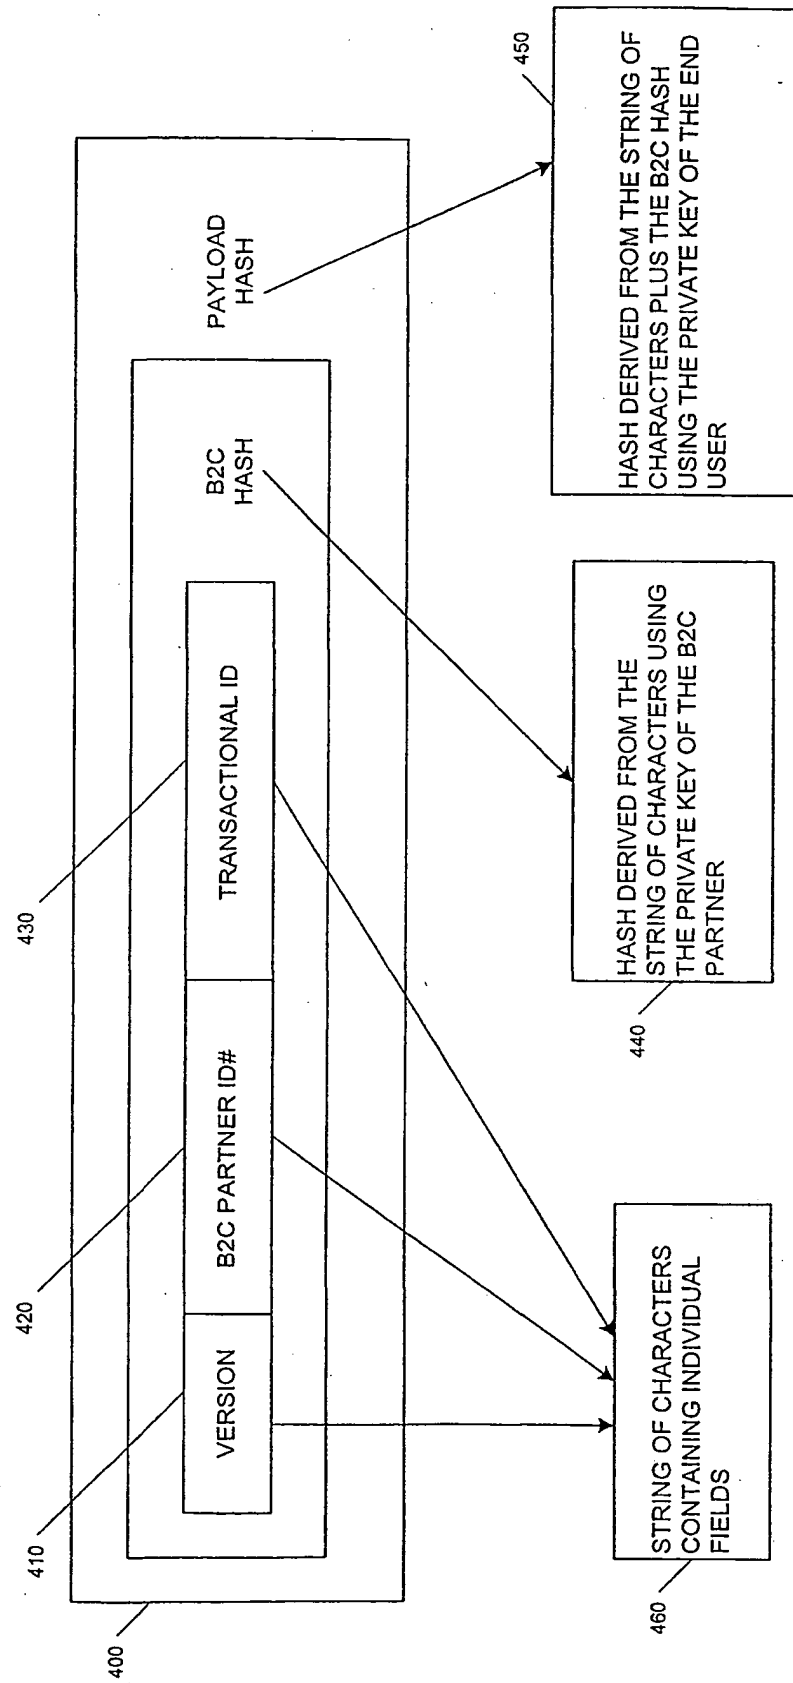 400
410
420
430
VERSION
B2C PARTNER ID#
TRANSACTIONAL ID
B2C
HASH
PAYLOAD
HASH
STRING OF CHARACTERS
CONTAINING INDIVIDUAL
FIELDS
460
HASH DERIVED FROM THE
STRING OF CHARACTERS USING
THE PRIVATE KEY OF THE B2C
PARTNER
440
HASH DERIVED FROM THE STRING OF
CHARACTERS PLUS THE B2C HASH
USING THE PRIVATE KEY OF THE END
USER
450